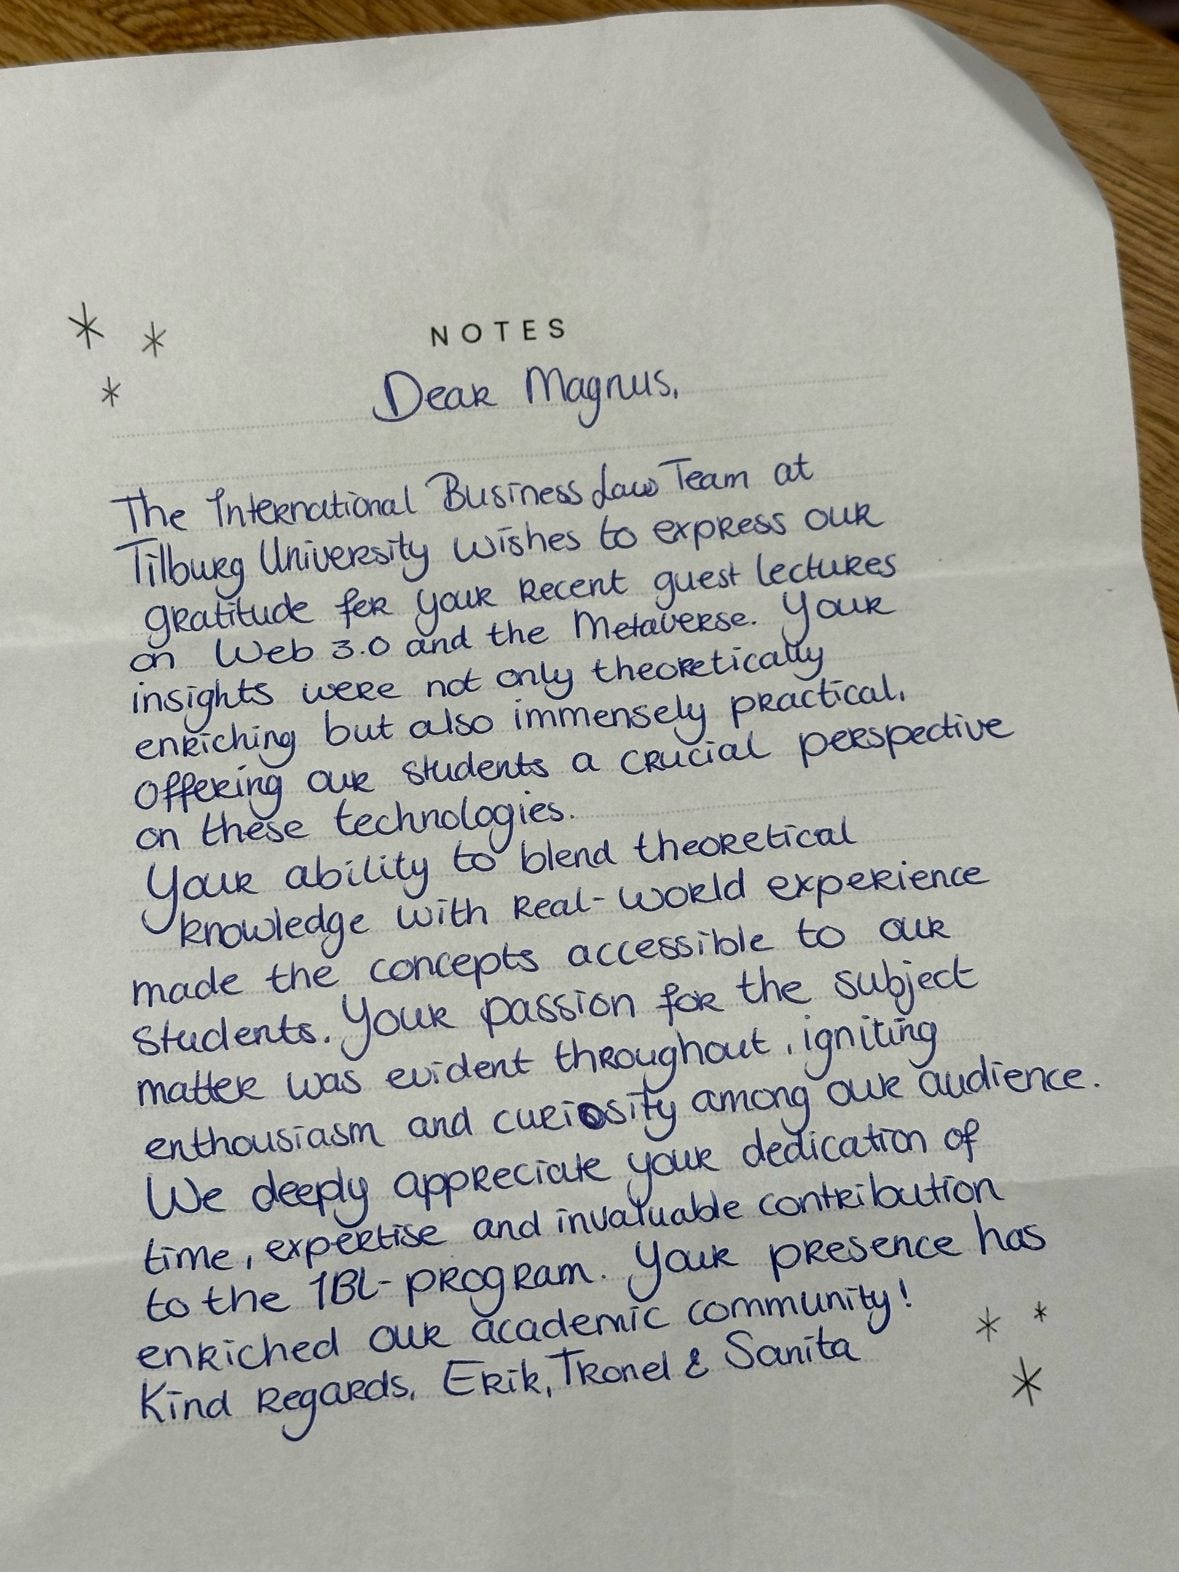 NOTES
Dear Magnus,
The International Business Law Team at
Tilburg University wishes to express our
gratitude for your recent guest lectures
on Web 3.0 and the Metaverse. Your
insights were not only theoretically
enriching but also immensely practical,
offering our students a crucial perspective
on these technologies.
Your ability to blend theoretical
knowledge with real-world experience
made the concepts accessible to our
students. Your passion for the subject
matter was evident throughout, igniting
enthusiasm and curiosity among our audience.
We deeply appreciate your dedication of
time, expertise and invaluable contribution
to the IBL-program. Your presence has
enriched our academic community!
Kind Regards, Erik, Tronel & Sanita